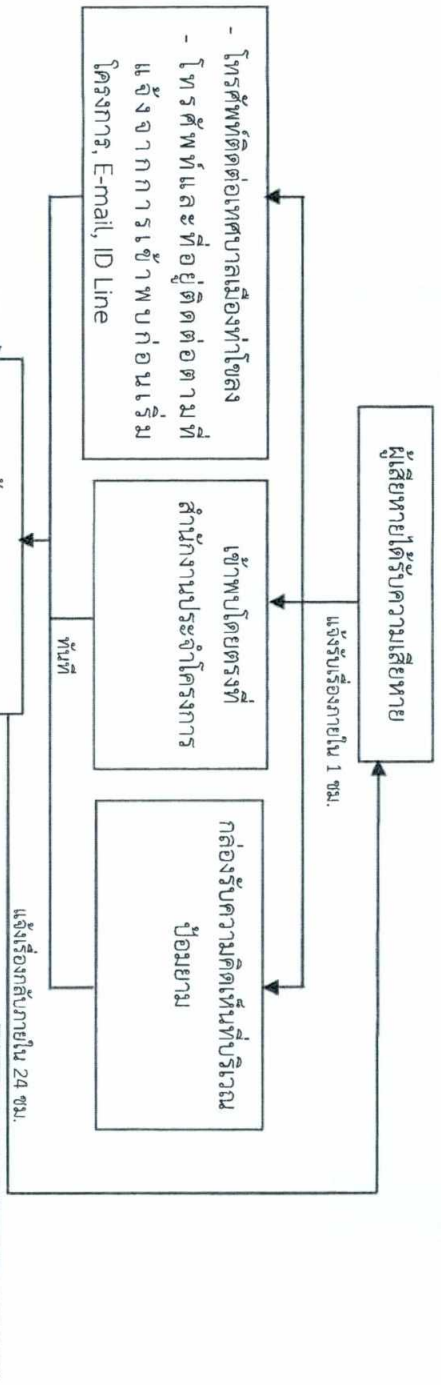 ผู้เสียหายได้รับความเสียหาย
แจ้งรับเรื่องภายใน 1 ชม.
- โทรศัพท์ติดต่อเทศบาลเมืองท่าโขลง
- โทรศัพท์และที่อยู่ติดต่อตามที่
แจ้งจากการเข้าพบก่อนเริ่ม
โครงการ, E-mail, ID Line
เข้าพบโดยตรงที่
สำนักงานประจำโครงการ
กล่องรับความคิดเห็นที่บริเวณ
ป้อมยาม
ทันที
แจ้งเรื่องกลับภายใน 24 ชม.